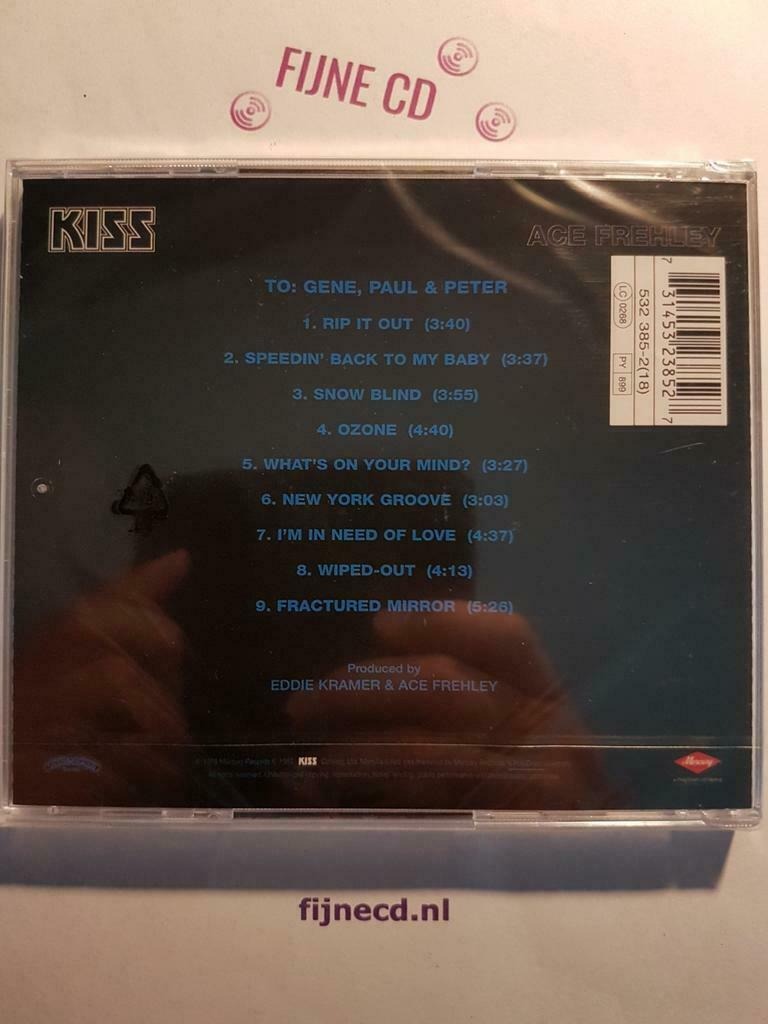 FIJNE CD
KISS
ACE FREHLEY
TO: GENE, PAUL & PETER
1. RIP IT OUT (3:40)
2. SPEEDIN' BACK TO MY BABY (3:37)
3. SNOW BLIND (3:55)
4. OZONE (4:40)
5. WHAT'S ON YOUR MIND? (3:27)
6. NEW YORK GROOVE (3:03)
7. I'M IN NEED OF LOVE (4:37)
8. WIPED-OUT (4:13)
9. FRACTURED MIRROR (5:26)
7 31453 23852 7
532 385-2(18)
LC 0268
PY 899
Produced by
EDDIE KRAMER & ACE FREHLEY
KISS
Mercury
fijnecd.nl